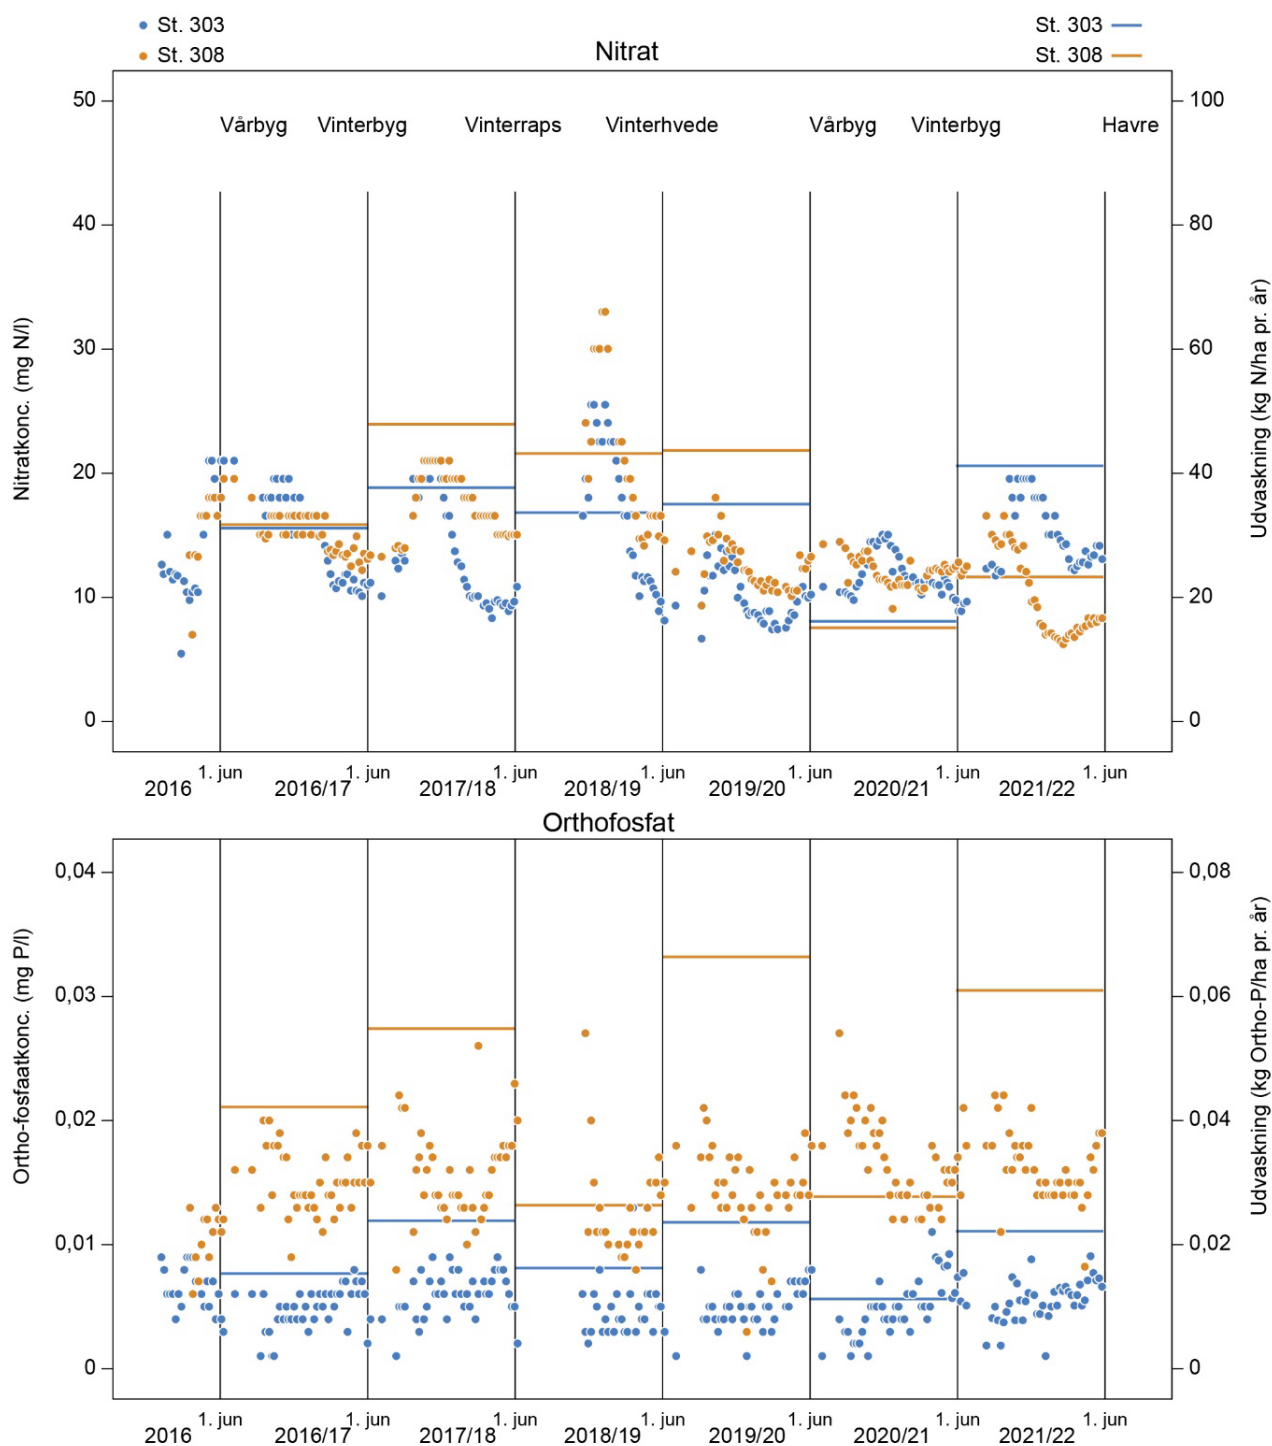 St. 303
St. 308
Nitrat
St. 303
St. 308
50
40
30
20
10
0
Nitratkonc. (mg N/l)
Vårbyg Vinterbyg Vinterraps Vinterhvede Vårbyg Vinterbyg Havre
100
80
60
40
20
0
Udvaskning (kg N/ha pr. år)
1. jun 1. jun 1. jun 1. jun 1. jun 1. jun 1. jun
2016 2016/17 2017/18 2018/19 2019/20 2020/21 2021/22
Orthofosfat
0,04
0,03
0,02
0,01
0
Ortho-fosfaatkonc. (mg P/l)
0,08
0,06
0,04
0,02
0
Udvaskning (kg Ortho-P/ha pr. år)
1. jun 1. jun 1. jun 1. jun 1. jun 1. jun 1. jun
2016 2016/17 2017/18 2018/19 2019/20 2020/21 2021/22